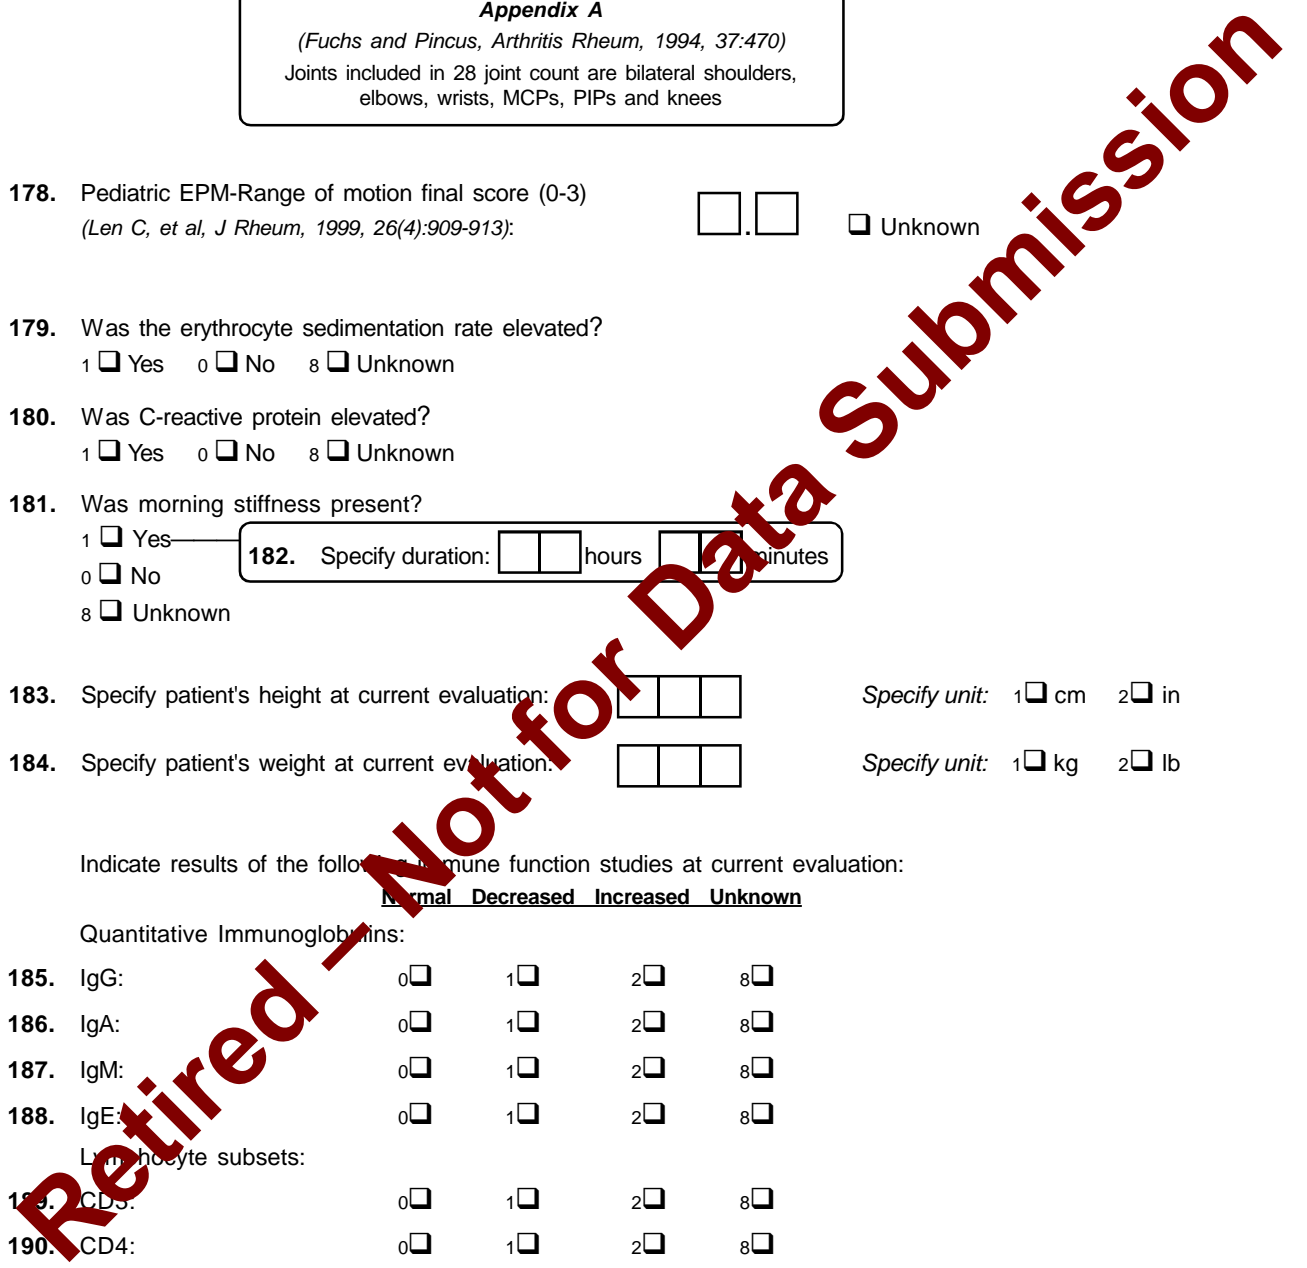 Appendix A
(Fuchs and Pincus, Arthritis Rheum, 1994, 37:470)
Joints included in 28 joint count are bilateral shoulders,
elbows, wrists, MCPs, PIPs and knees
178. Pediatric EPM-Range of motion final score (0-3)
(Len C, et al, J Rheum, 1999, 26(4):909-913): . ❑ Unknown
179. Was the erythrocyte sedimentation rate elevated?
1 ❑ Yes 0 ❑ No 8 ❑ Unknown
180. Was C-reactive protein elevated?
1 ❑ Yes 0 ❑ No 8 ❑ Unknown
181. Was morning stiffness present?
1 ❑ Yes
182. Specify duration: hours minutes
0 ❑ No
8 ❑ Unknown
183. Specify patient's height at current evaluation: Specify unit: 1❑ cm 2❑ in
184. Specify patient's weight at current evaluation: Specify unit: 1❑ kg 2❑ lb
Indicate results of the following immune function studies at current evaluation:
Normal Decreased Increased Unknown
Quantitative Immunoglobulins:
185. IgG: 0❑ 1❑ 2❑ 8❑
186. IgA: 0❑ 1❑ 2❑ 8❑
187. IgM: 0❑ 1❑ 2❑ 8❑
188. IgE: 0❑ 1❑ 2❑ 8❑
Lymphocyte subsets:
189. CD3: 0❑ 1❑ 2❑ 8❑
190. CD4: 0❑ 1❑ 2❑ 8❑
Retired – Not for Data Submission